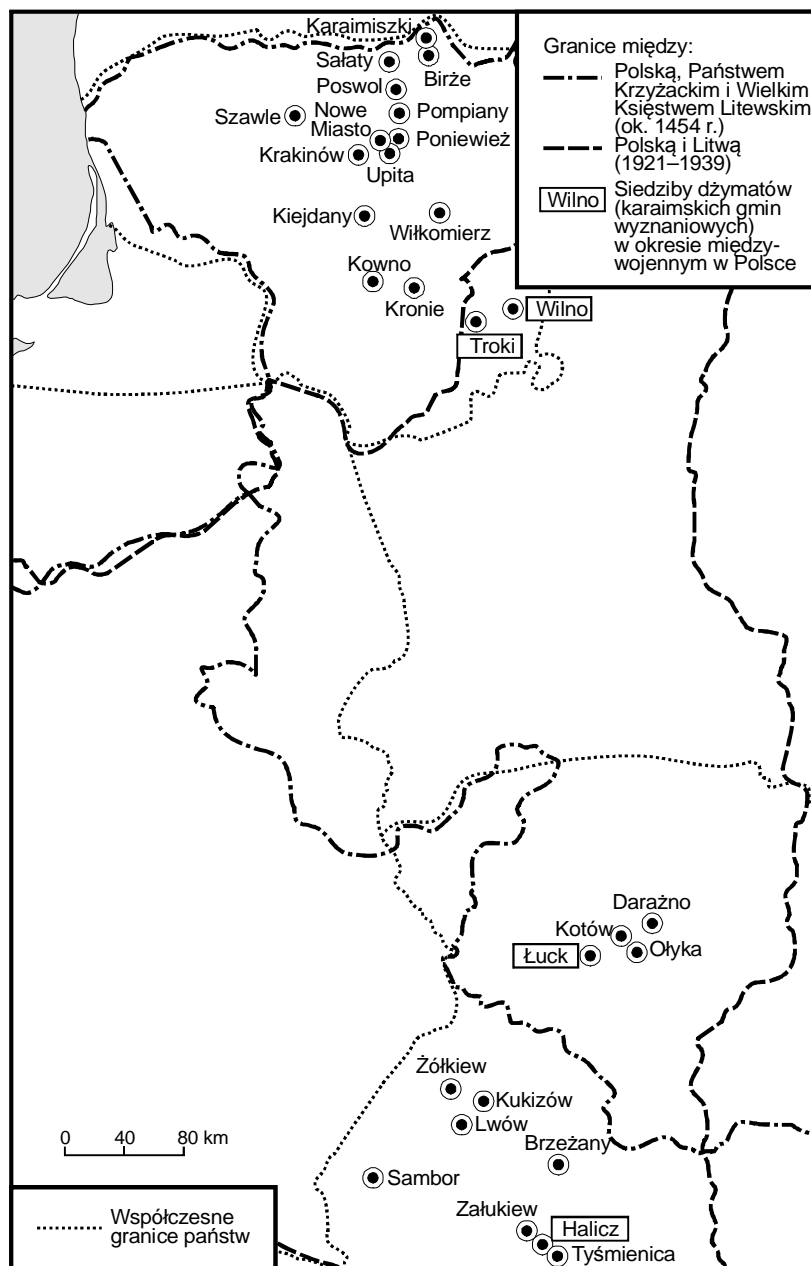 Karaimiszki
Sałaty
Birże
Poswol
Szawle
Nowe
Miasto
Pompiany
Poniewież
Krakinów
Upita
Kiejdany
Wiłkomierz
Kowno
Kronie
Wilno
Troki
Granice między:
Polską, Państwem
Krzyżackim i Wielkim
Księstwem Litewskim
(ok. 1454 r.)
Polską i Litwą
(1921–1939)
Wilno
Siedziby dżymatów
(karaimskich gmin
wyznaniowych)
w okresie między-
wojennym w Polsce
Darażno
Kotów
Łuck
Ołyka
Żółkiew
Kukizów
Lwów
Brzeżany
Sambor
Załukiew
Halicz
Tyśmienica
0 40 80 km
Współczesne
granice państw